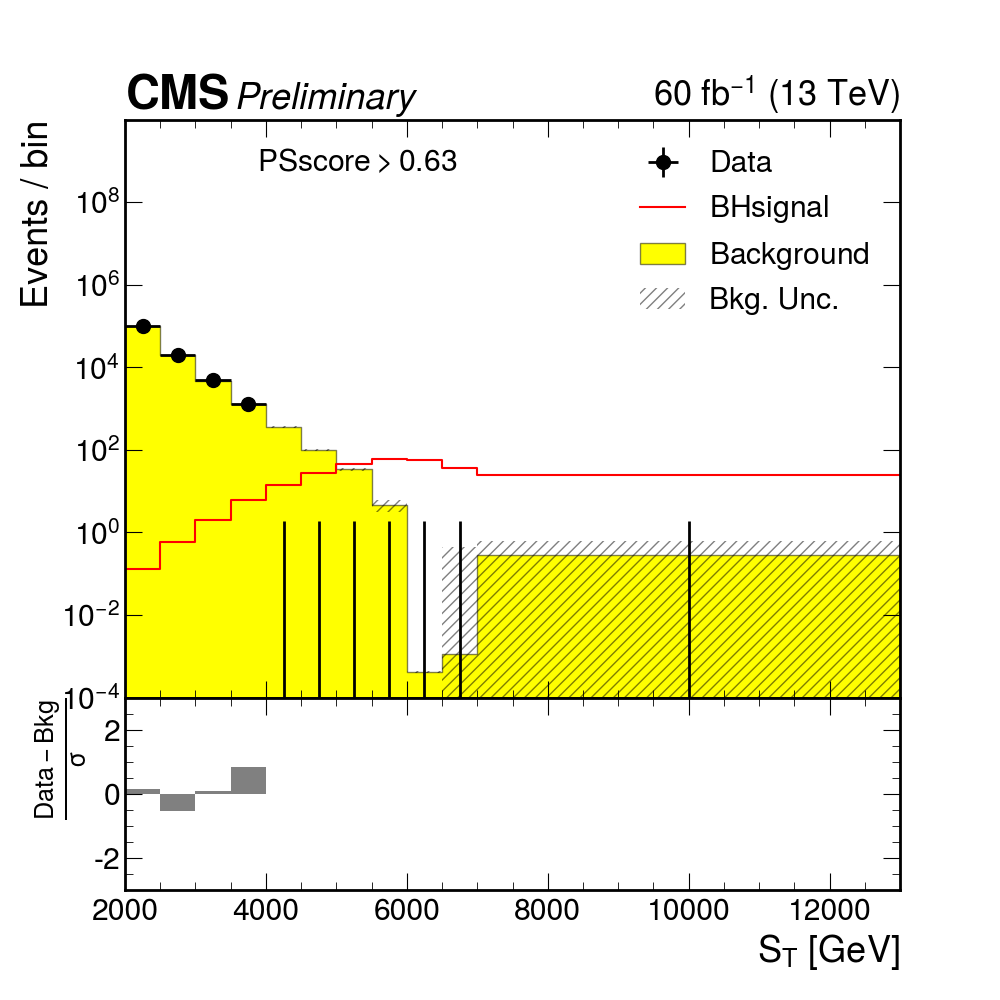 CMS Preliminary 60 fb⁻¹ (13 TeV)
Events / bin
PSscore > 0.63
Data
BHsignal
Background
Bkg. Unc.
10⁸
10⁶
10⁴
10²
10⁰
10⁻²
10⁻⁴
Data – Bkg
σ
2
0
-2
2000 4000 6000 8000 10000 12000
S_T [GeV]